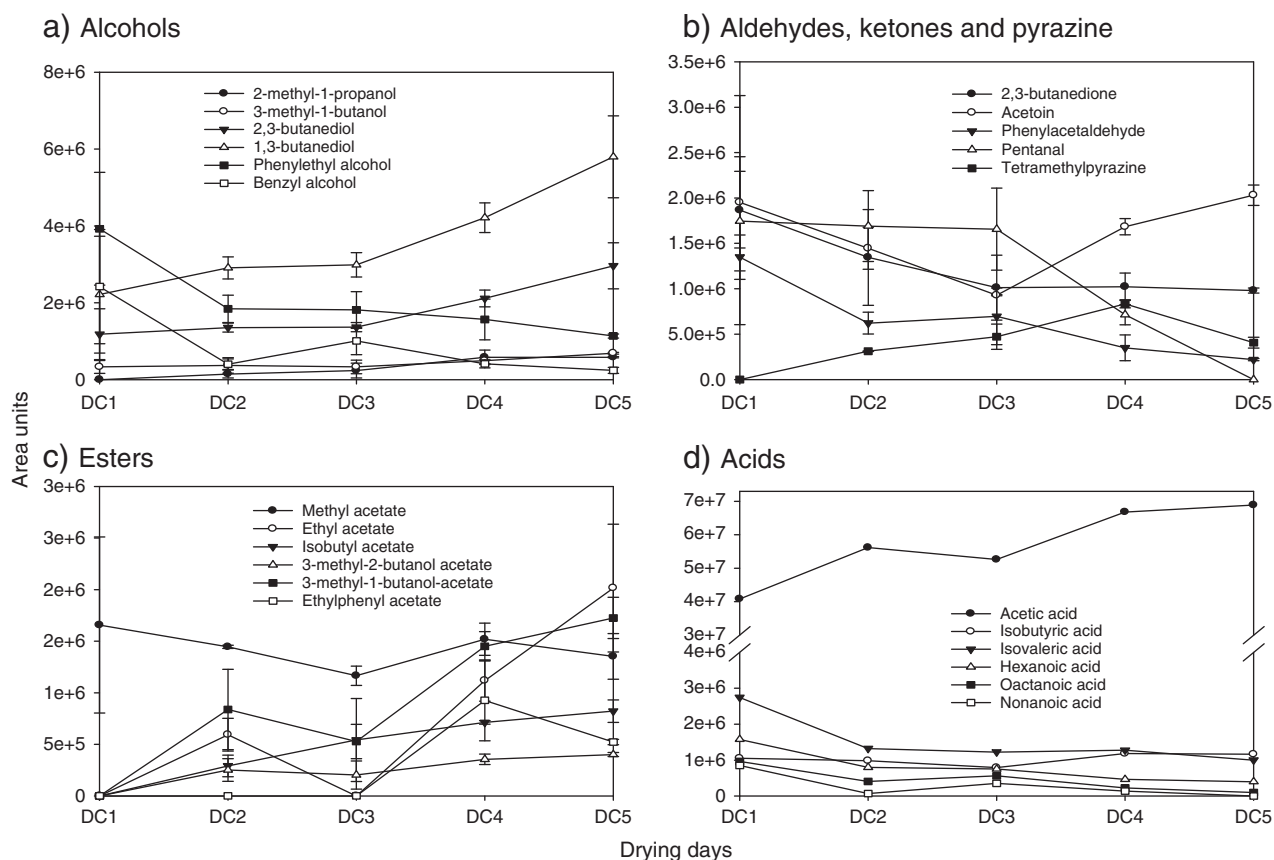 a) Alcohols
8e+6
6e+6
4e+6
2e+6
0
2-methyl-1-propanol
3-methyl-1-butanol
2,3-butanediol
1,3-butanediol
Phenylethyl alcohol
Benzyl alcohol
DC1 DC2 DC3 DC4 DC5
b) Aldehydes, ketones and pyrazine
3.5e+6
3.0e+6
2.5e+6
2.0e+6
1.5e+6
1.0e+6
5.0e+5
0.0
2,3-butanedione
Acetoin
Phenylacetaldehyde
Pentanal
Tetramethylpyrazine
DC1 DC2 DC3 DC4 DC5
Area units
c) Esters
3e+6
3e+6
2e+6
2e+6
1e+6
5e+5
0
Methyl acetate
Ethyl acetate
Isobutyl acetate
3-methyl-2-butanol acetate
3-methyl-1-butanol-acetate
Ethylphenyl acetate
DC1 DC2 DC3 DC4 DC5
d) Acids
7e+7
6e+7
5e+7
4e+7
3e+7
4e+6
3e+6
2e+6
1e+6
0
Acetic acid
Isobutyric acid
Isovaleric acid
Hexanoic acid
Oactanoic acid
Nonanoic acid
DC1 DC2 DC3 DC4 DC5
Drying days